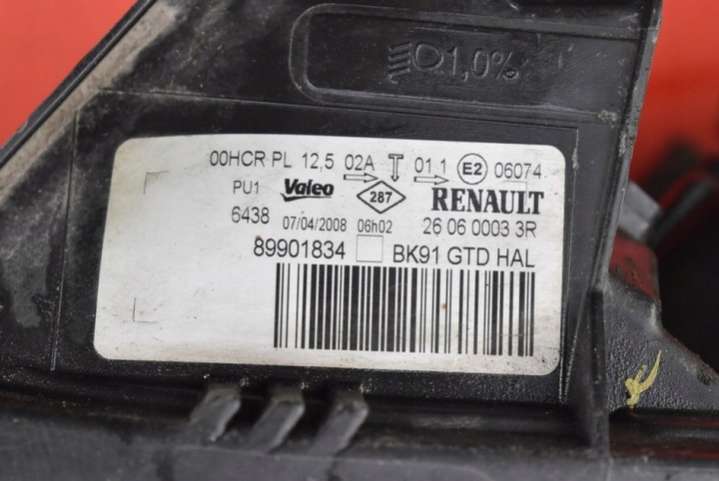 1,0%
00HCR PL 12,5 02A T 01.1 E2 06074
PU1 Valeo 287 RENAULT
6438 07/04/2008 06h02 26 06 0003 3R
89901834 BK91 GTD HAL